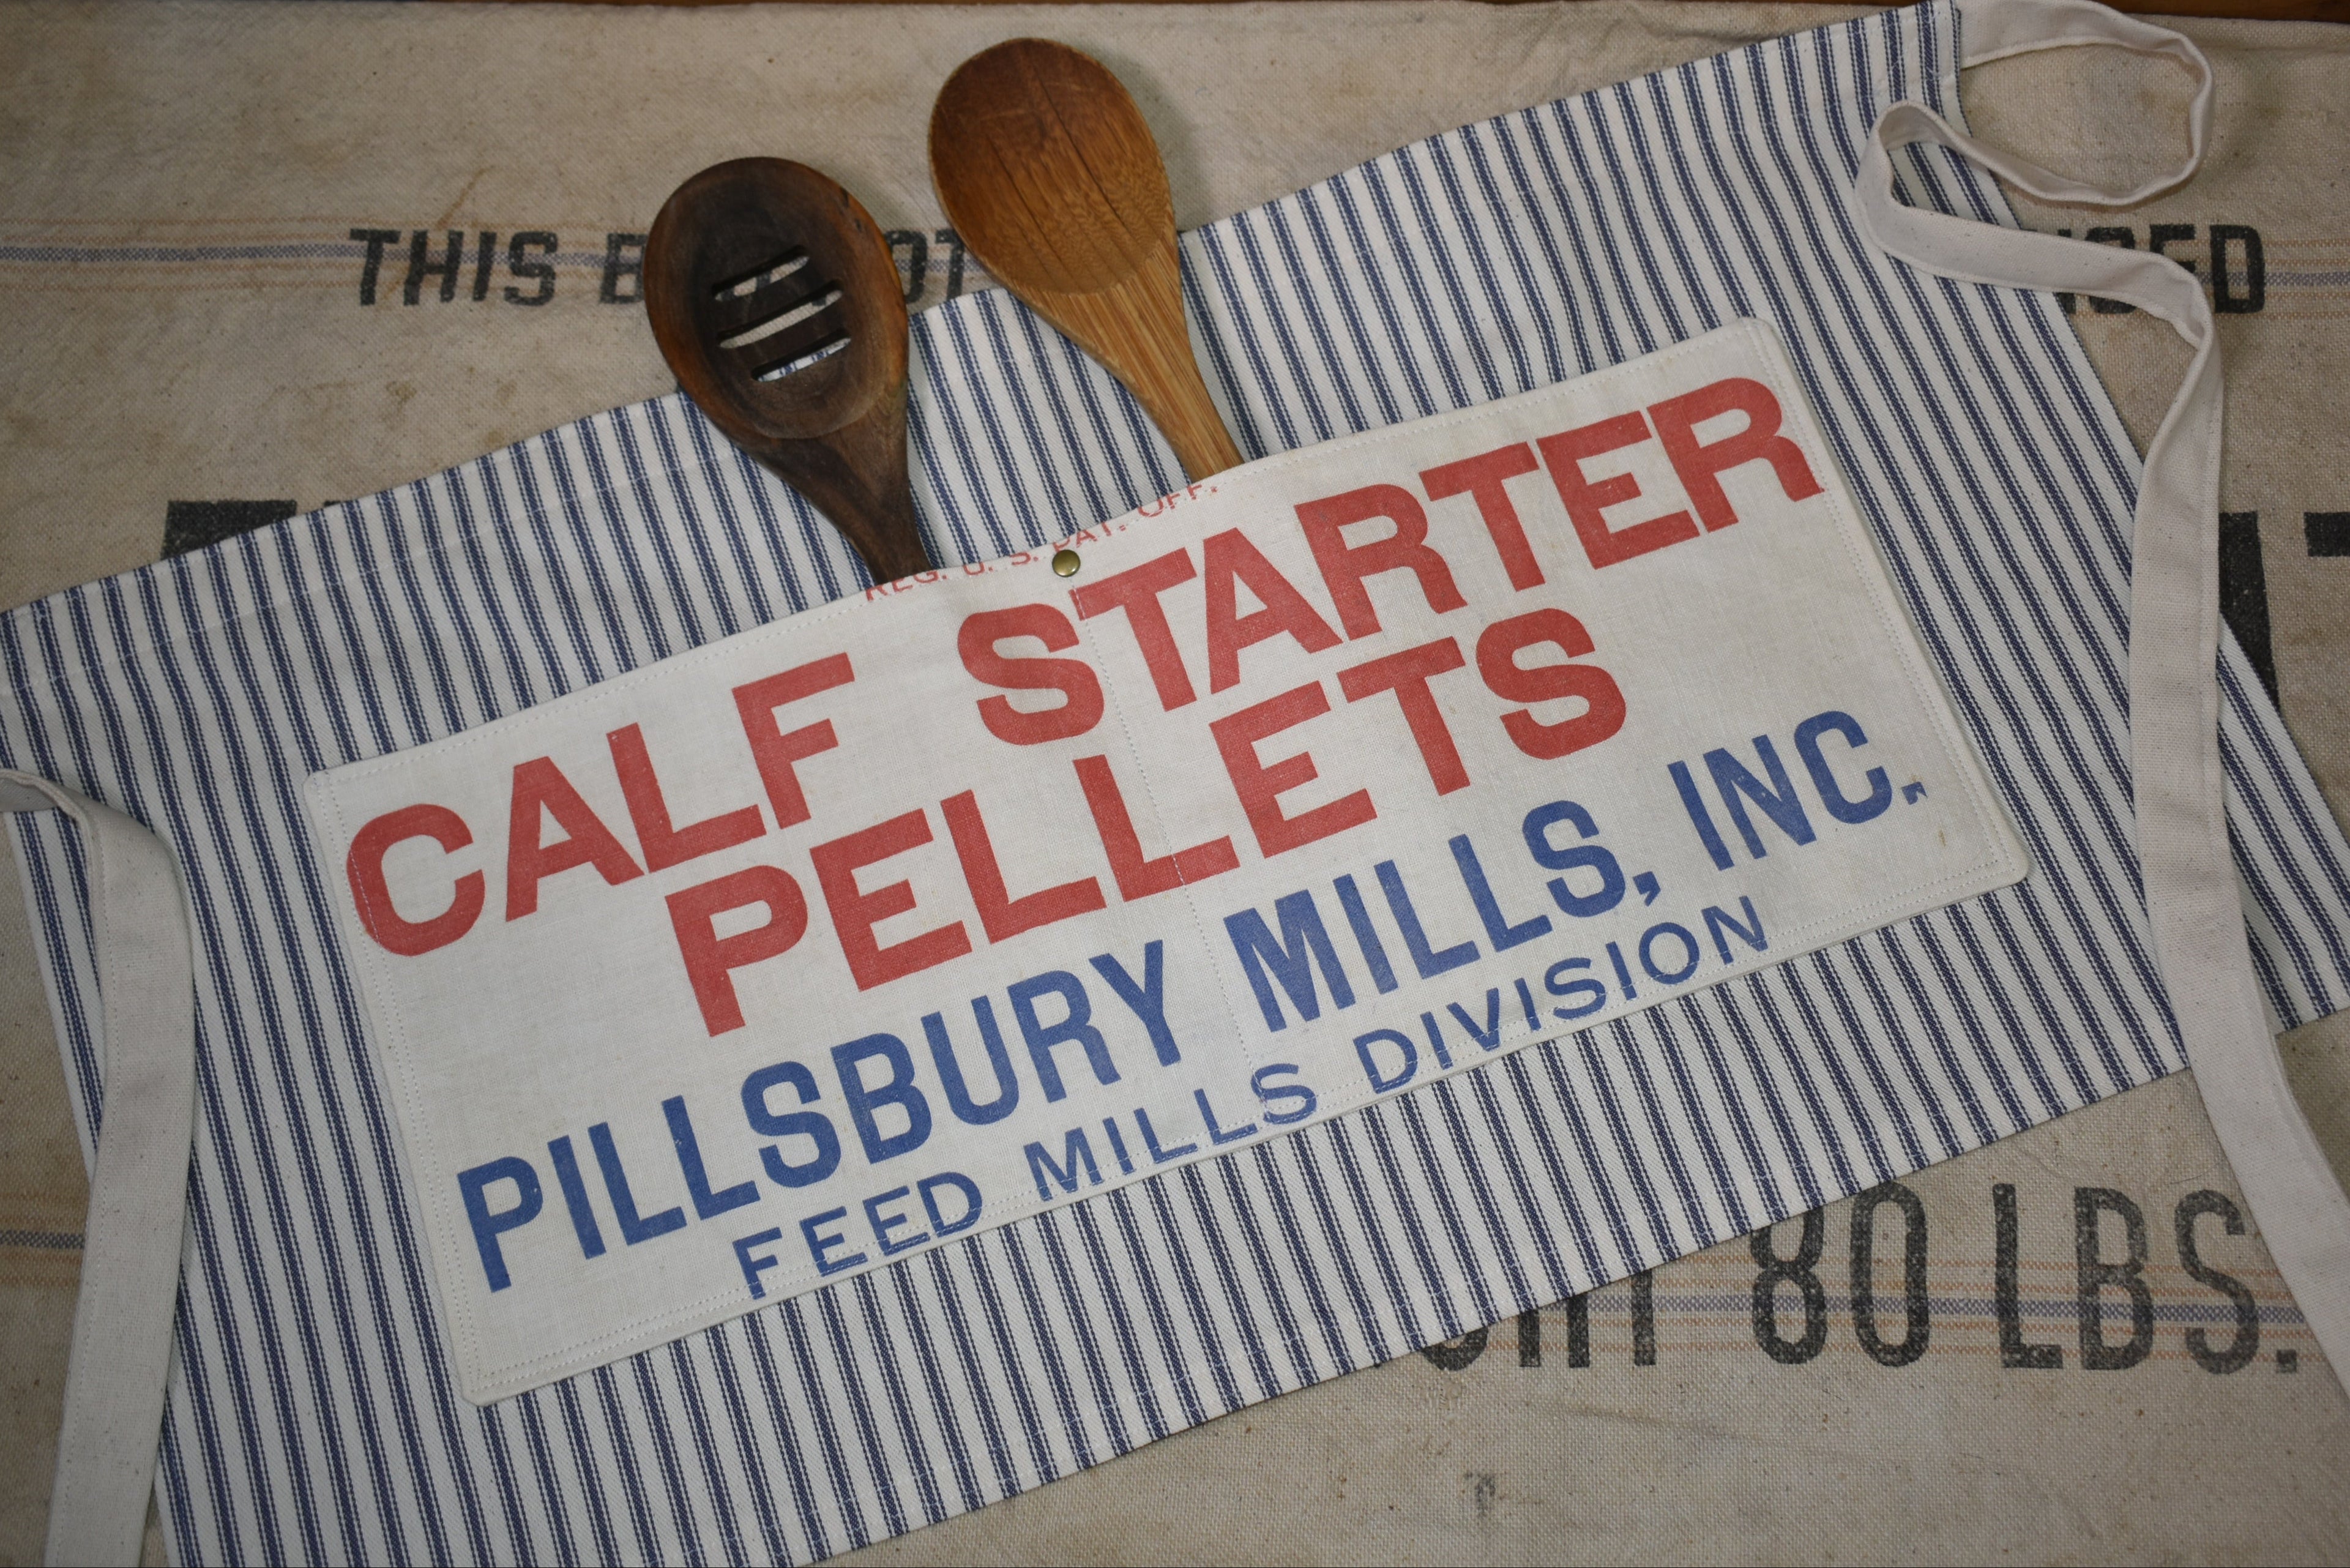 THIS
REG. U. S. PAT. OFF.
CALF STARTER
PELLETS
PILLSBURY MILLS, INC.
FEED MILLS DIVISION
80 LBS.